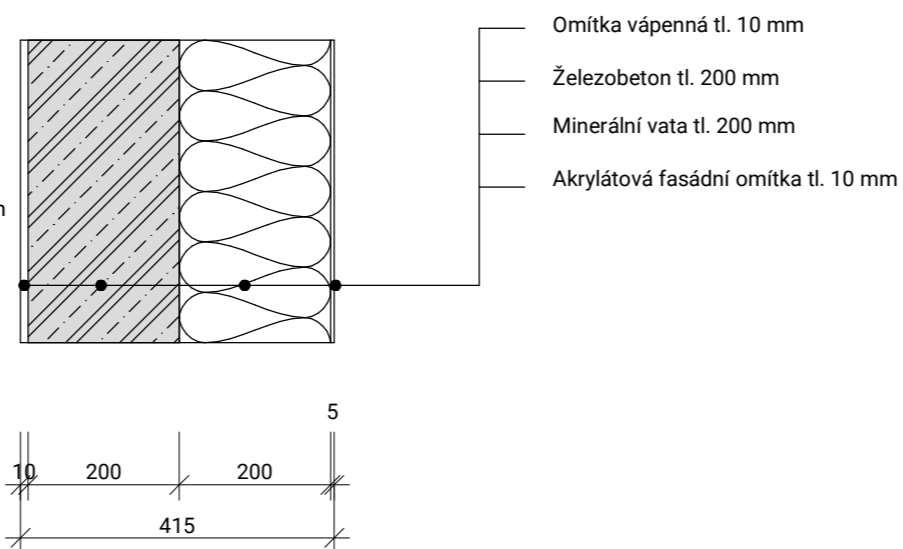 Omítka vápenná tl. 10 mm
Železobeton tl. 200 mm
Minerální vata tl. 200 mm
Akrylátová fasádní omítka tl. 10 mm
5
10 200 200
415